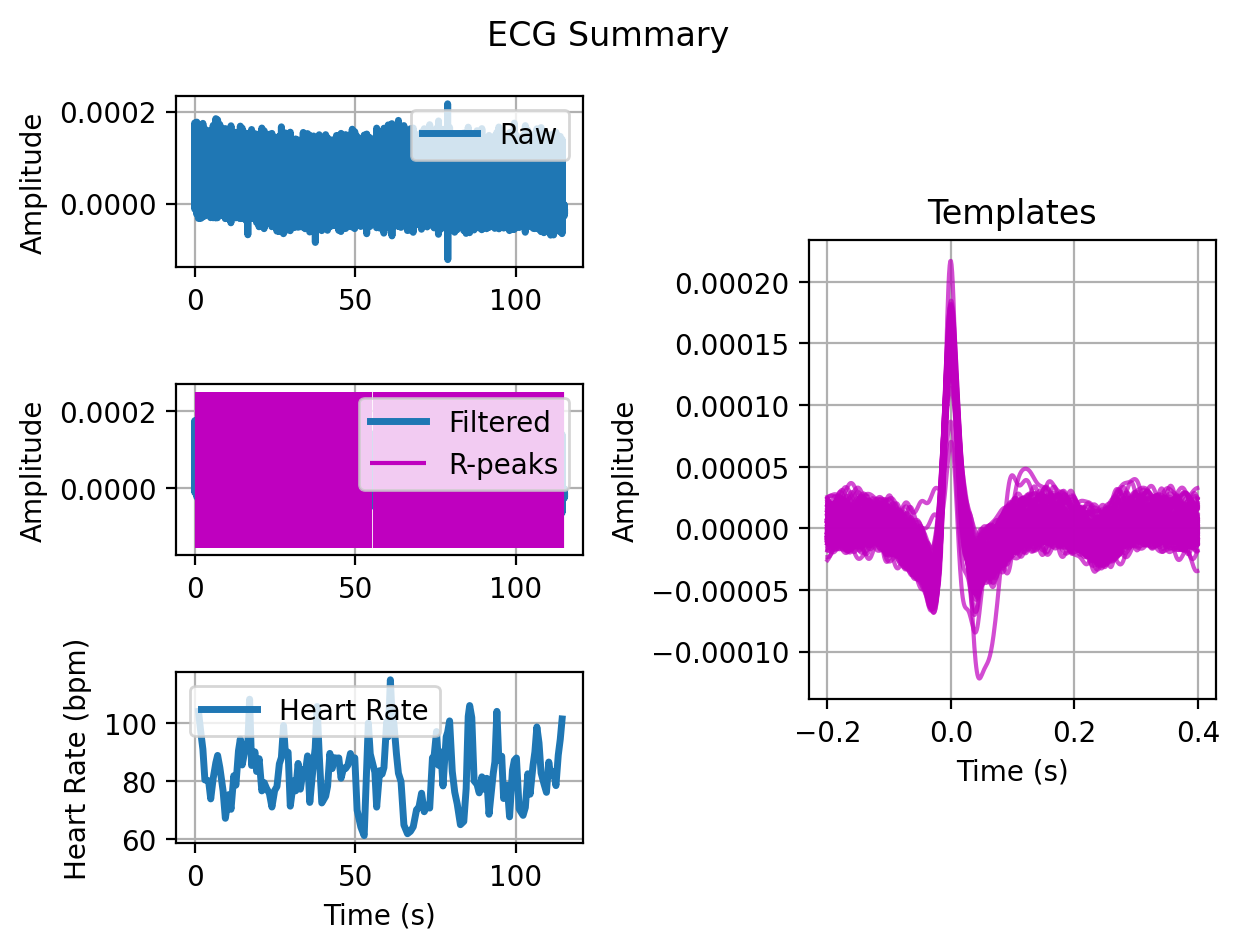 ECG Summary
Amplitude
0.0002
0.0000
Raw
0
50
100
Amplitude
0.0002
0.0000
Filtered
R-peaks
0
50
100
Heart Rate (bpm)
100
80
60
Heart Rate
0
50
100
Time (s)
Templates
Amplitude
0.00020
0.00015
0.00010
0.00005
0.00000
−0.00005
−0.00010
−0.2
0.0
0.2
0.4
Time (s)